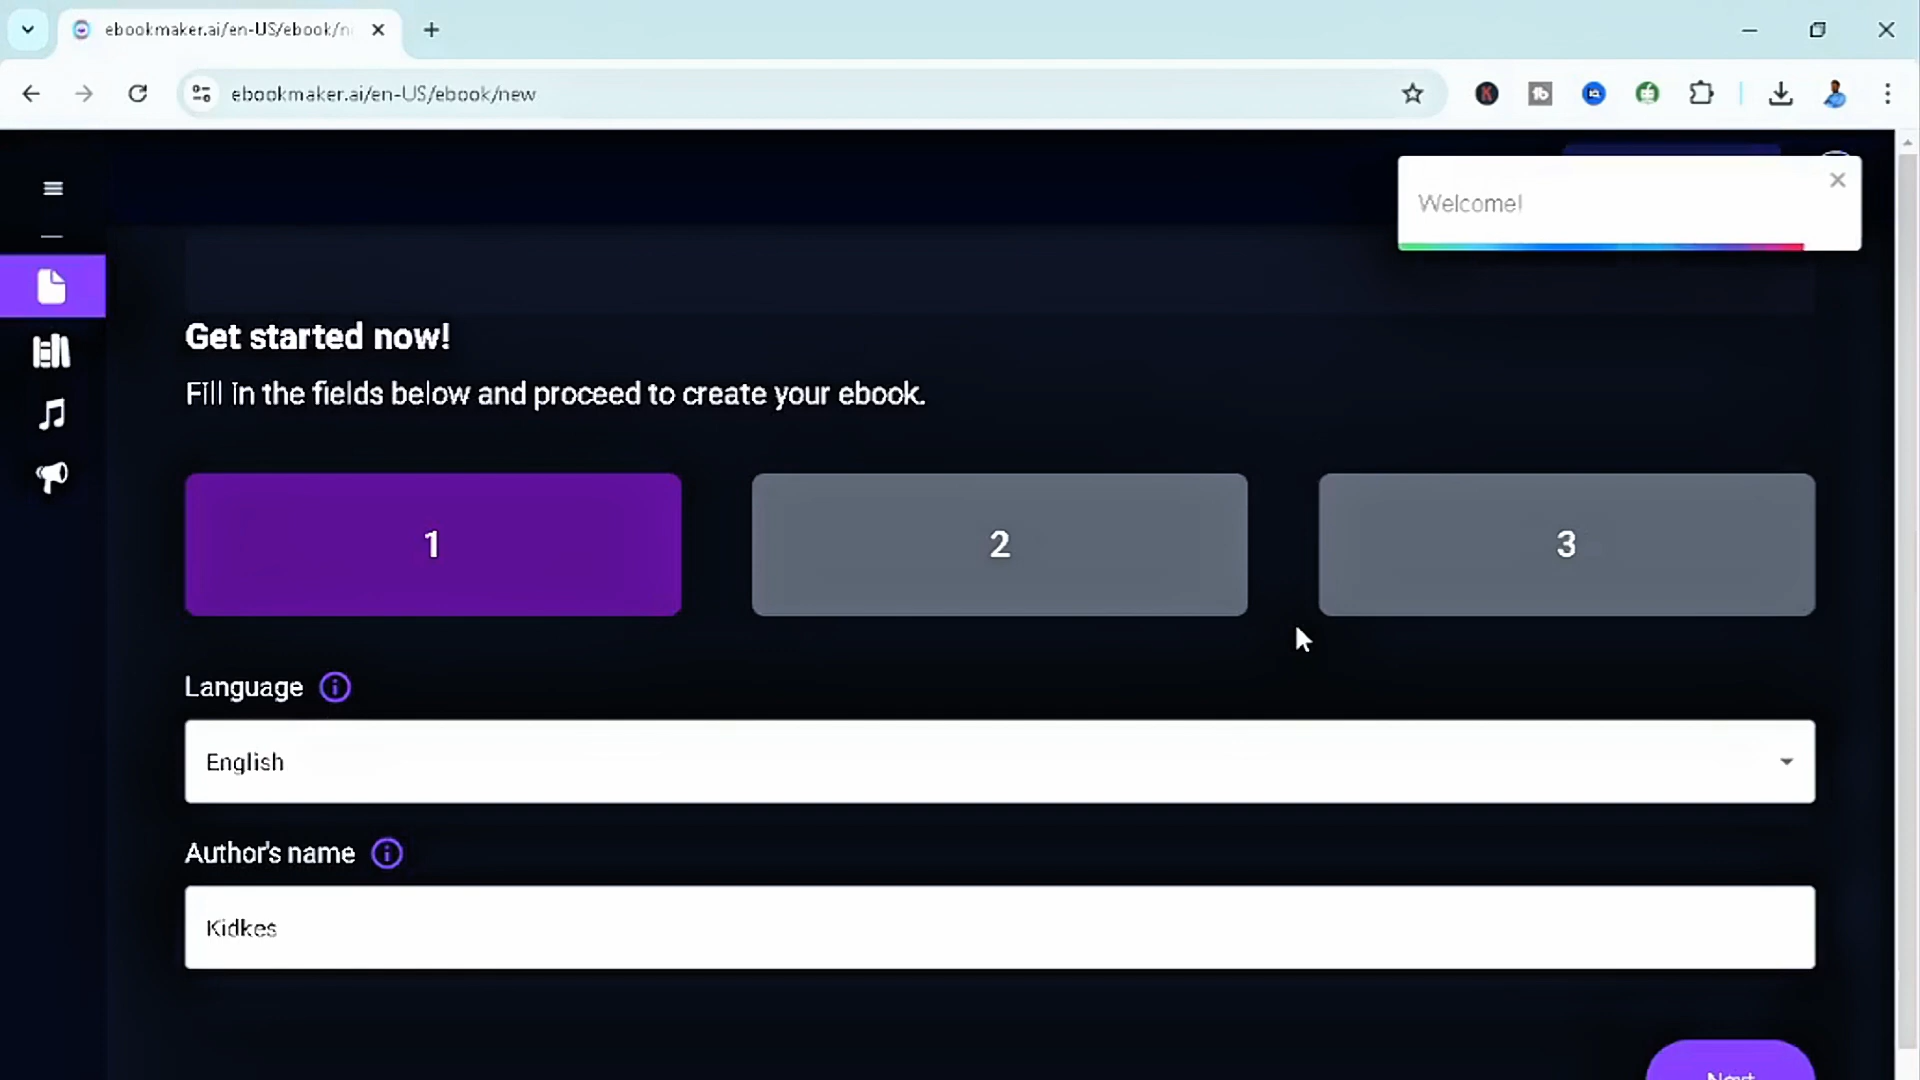 ebookmaker.ai/en-US/ebook/n
ebookmaker.ai/en-US/ebook/new
Welcome!
Get started now!
Fill in the fields below and proceed to create your ebook.
1
2
3
Language
English
Author's name
Kidkes
Next